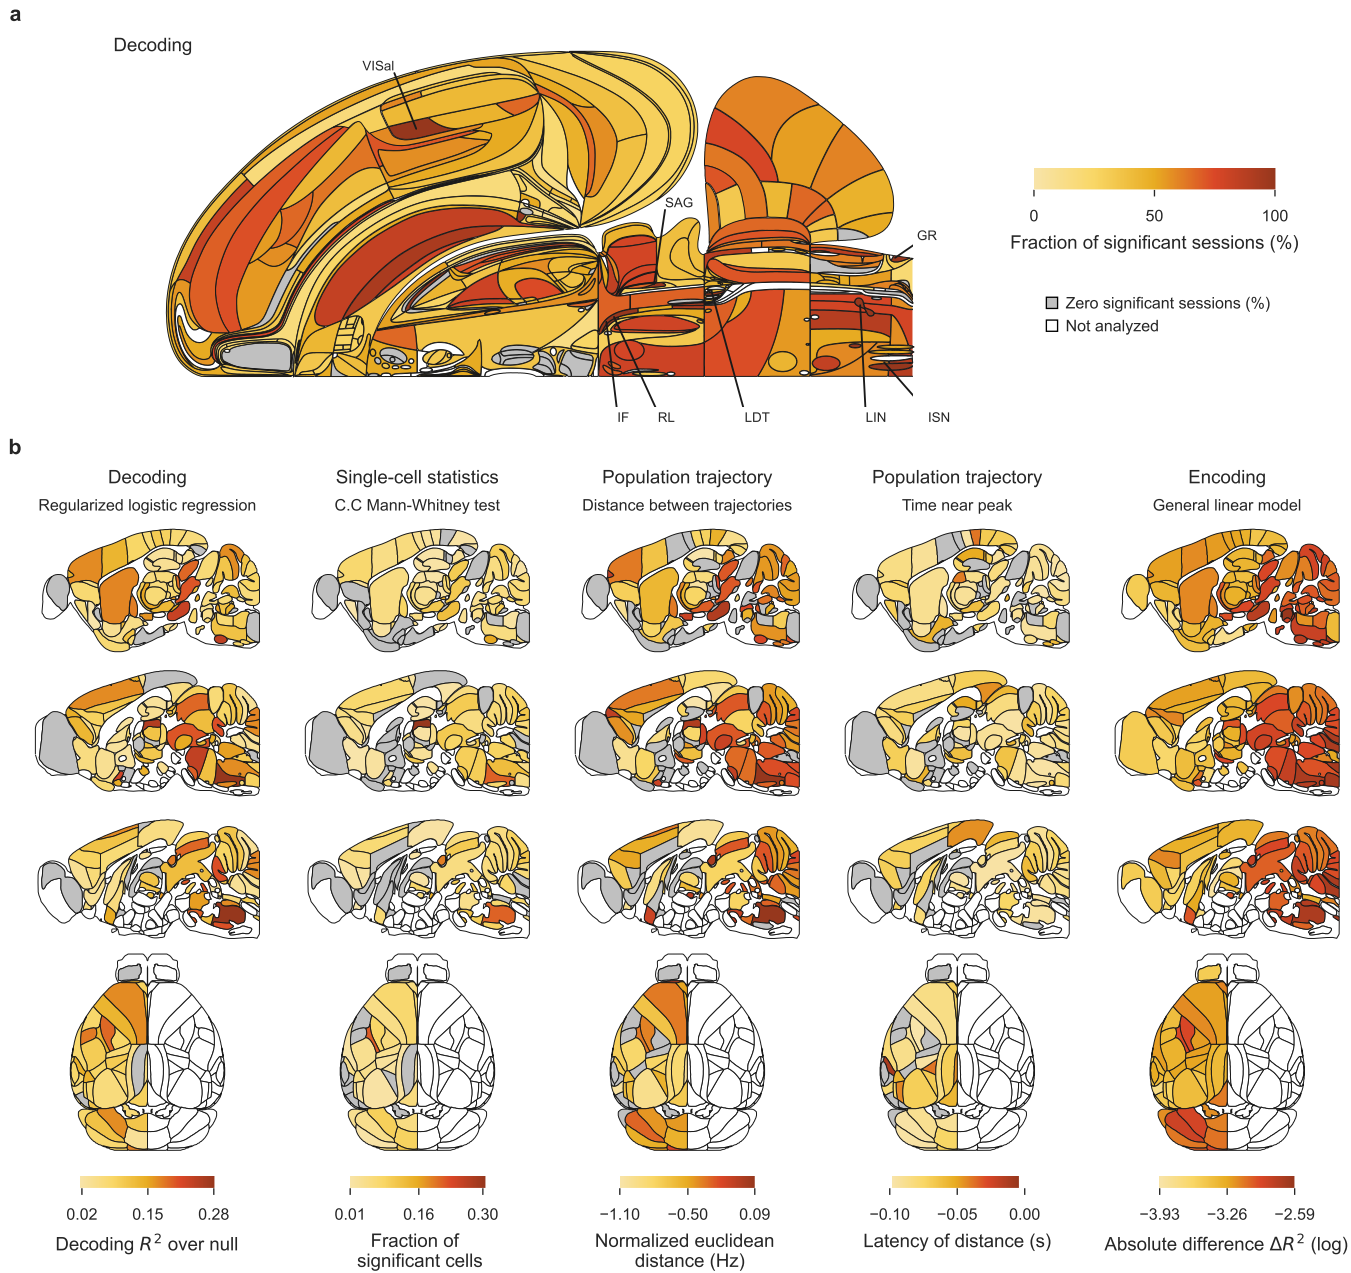 a
Decoding
VISal
SAG
GR
IF
RL
LDT
LIN
ISN
0
50
100
Fraction of significant sessions (%)
Zero significant sessions (%)
Not analyzed
b
Decoding
Regularized logistic regression
Single-cell statistics
C.C Mann-Whitney test
Population trajectory
Distance between trajectories
Population trajectory
Time near peak
Encoding
General linear model
0.02 0.15 0.28
Decoding R² over null
0.01 0.16 0.30
Fraction of
significant cells
−1.10 −0.50 0.09
Normalized euclidean
distance (Hz)
−0.10 −0.05 0.00
Latency of distance (s)
−3.93 −3.26 −2.59
Absolute difference ΔR² (log)